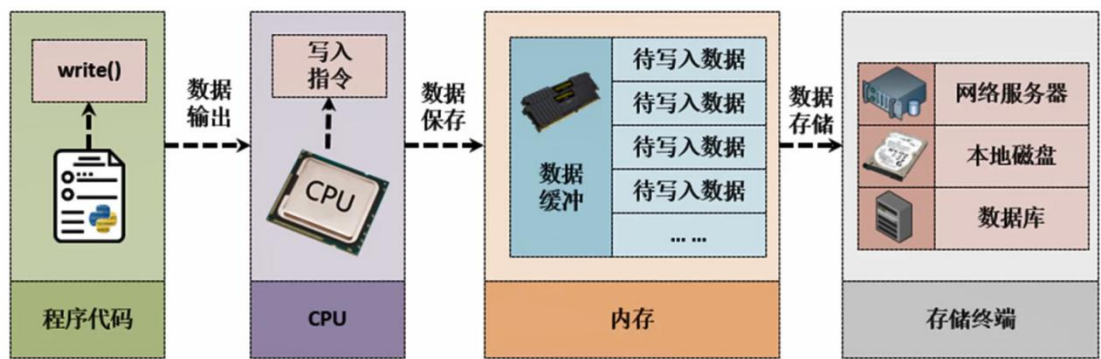 write()
程序代码
数据
输出
写入
指令
CPU
CPU
数据
保存
数据
缓冲
待写入数据
待写入数据
待写入数据
待写入数据
... ...
内存
数据
存储
网络服务器
本地磁盘
数据库
存储终端